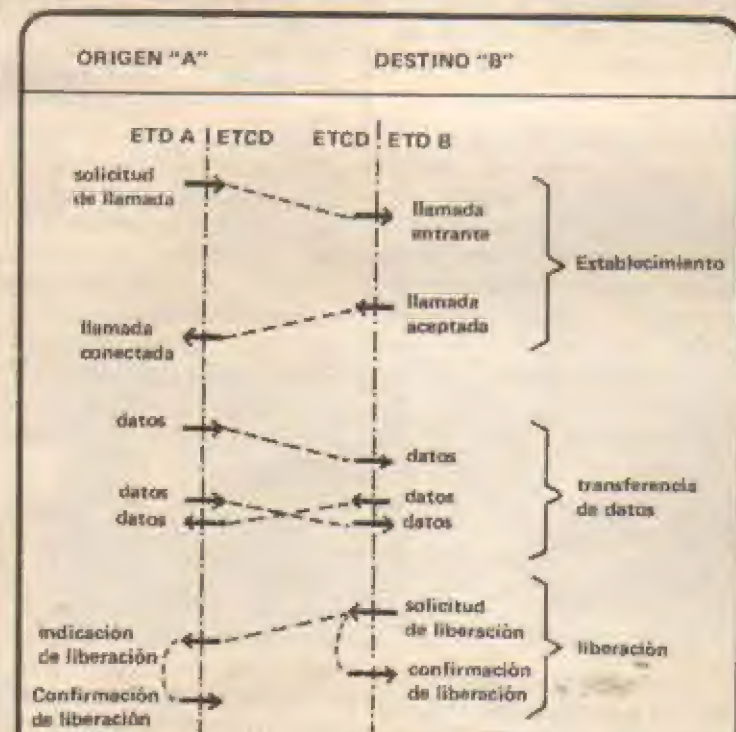 ORIGEN "A"
DESTINO "B"
ETD A
ETCD
ETCD
ETD B
solicitud
de llamada
llamada
entrante
Establecimiento
llamada
aceptada
llamada
conectada
datos
datos
datos
datos
datos
datos
transferencia
de datos
solicitud
de liberación
indicación
de liberación
liberación
confirmación
de liberación
Confirmación
de liberación